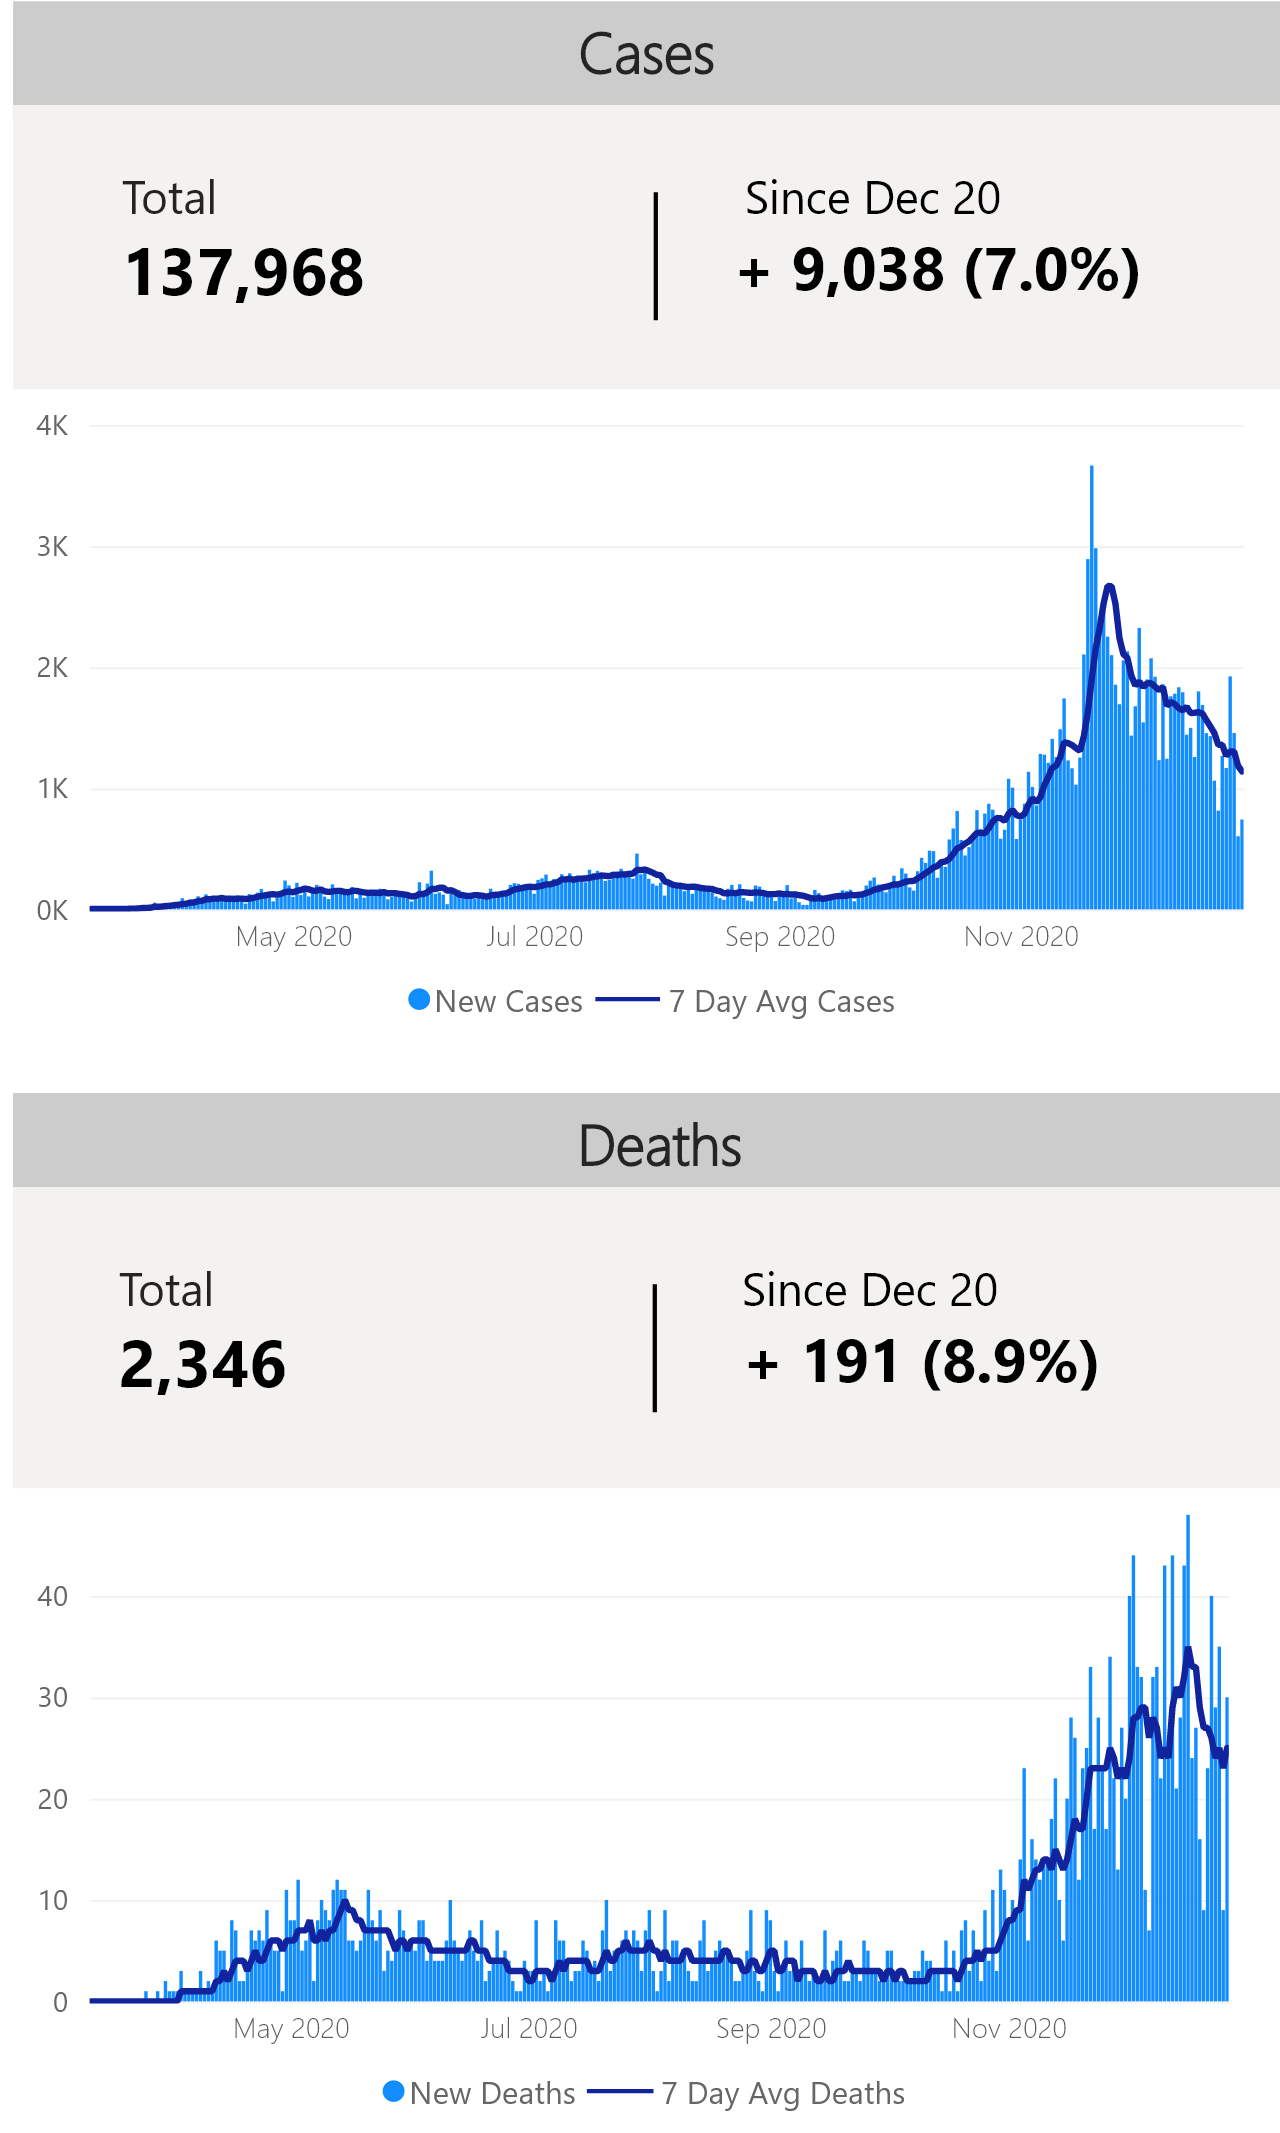 Cases
Total
Since Dec 20
137,968
+ 9,038 (7.0%)
4K
3K
2K
1K
0K
May 2020
Jul 2020
Sep 2020
Nov 2020
New Cases
7 Day Avg Cases
Deaths
Total
Since Dec 20
2,346
+ 191 (8.9%)
40
30
20
10
0
May 2020
Jul 2020
Sep 2020
Nov 2020
New Deaths
7 Day Avg Deaths